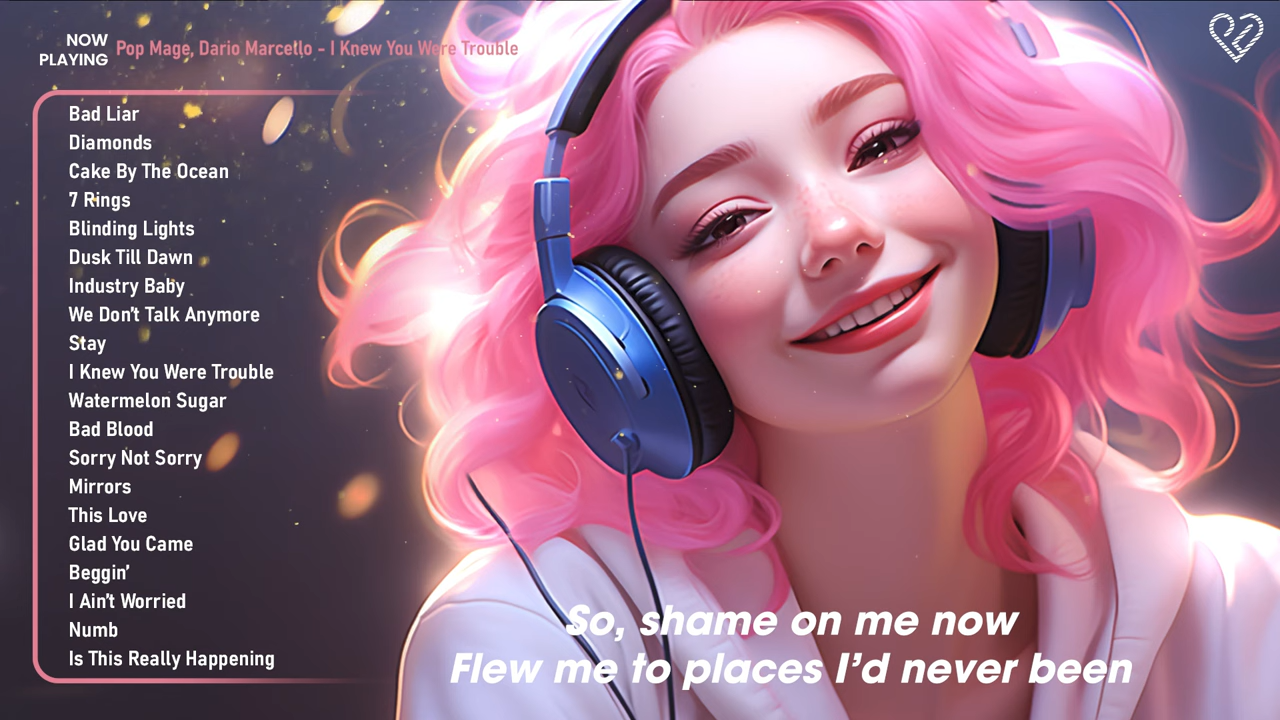 NOW
PLAYING
Pop Mage, Dario Marcello - I Knew You Were Trouble
Bad Liar
Diamonds
Cake By The Ocean
7 Rings
Blinding Lights
Dusk Till Dawn
Industry Baby
We Don't Talk Anymore
Stay
I Knew You Were Trouble
Watermelon Sugar
Bad Blood
Sorry Not Sorry
Mirrors
This Love
Glad You Came
Beggin'
I Ain't Worried
Numb
Is This Really Happening
So, shame on me now
Flew me to places I'd never been